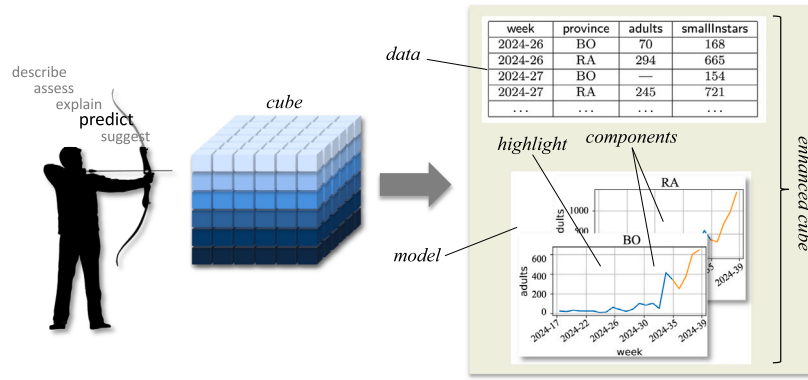 describe
assess
explain
predict
suggest
cube
data
week province adults smallInstars
2024-26 BO 70 168
2024-26 RA 294 665
2024-27 BO — 154
2024-27 RA 245 721
... ... ... ...
highlight
components
model
enhanced cube
RA
1000
2024-39
BO
adults
600
400
200
0
2024-17
2024-22
2024-26
2024-30
2024-35
2024-39
week